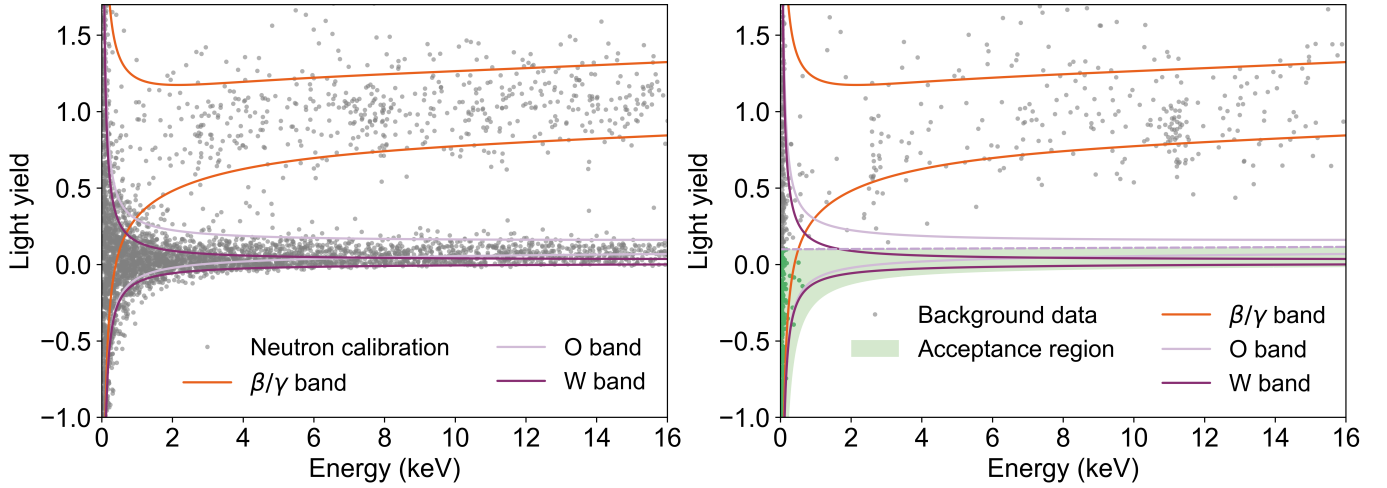 1.5
1.0
0.5
0.0
−0.5
−1.0
Light yield
Neutron calibration
β/γ band
O band
W band
0 2 4 6 8 10 12 14 16
Energy (keV)
1.5
1.0
0.5
0.0
−0.5
−1.0
Light yield
Background data
Acceptance region
β/γ band
O band
W band
0 2 4 6 8 10 12 14 16
Energy (keV)